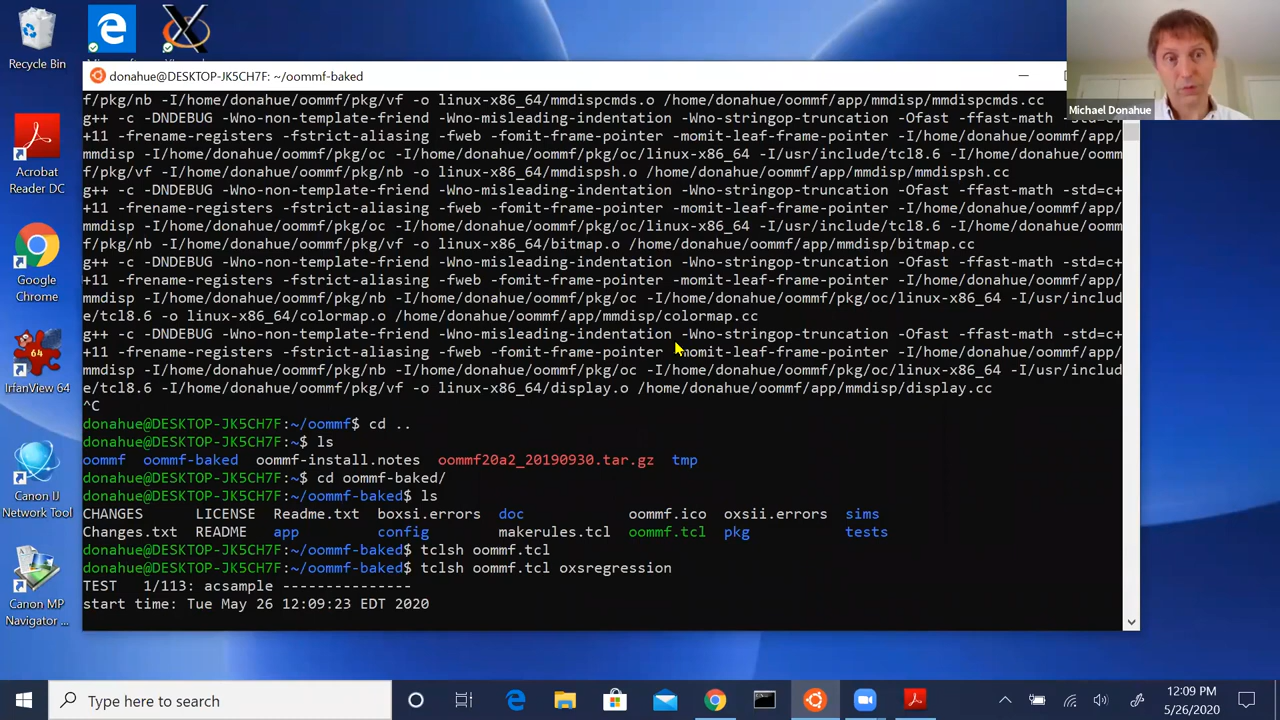 Recycle Bin
Acrobat
Reader DC
Google
Chrome
64
IrfanView 64
Canon IJ
Network Tool
Canon MP
Navigator ...
donahue@DESKTOP-JK5CH7F: ~/oommf-baked
Michael Donahue
f/pkg/nb -I/home/donahue/oommf/pkg/vf -o linux-x86_64/mmdispcmds.o /home/donahue/oommf/app/mmdisp/mmdispcmds.cc
g++ -c -DNDEBUG -Wno-non-template-friend -Wno-misleading-indentation -Wno-stringop-truncation -Ofast -ffast-math -std=c+
+11 -frename-registers -fstrict-aliasing -fweb -fomit-frame-pointer -momit-leaf-frame-pointer -I/home/donahue/oommf/app/
mmdisp -I/home/donahue/oommf/pkg/oc -I/home/donahue/oommf/pkg/oc/linux-x86_64 -I/usr/include/tcl8.6 -I/home/donahue/oomm
f/pkg/vf -I/home/donahue/oommf/pkg/nb -o linux-x86_64/mmdispsh.o /home/donahue/oommf/app/mmdisp/mmdispsh.cc
g++ -c -DNDEBUG -Wno-non-template-friend -Wno-misleading-indentation -Wno-stringop-truncation -Ofast -ffast-math -std=c+
+11 -frename-registers -fstrict-aliasing -fweb -fomit-frame-pointer -momit-leaf-frame-pointer -I/home/donahue/oommf/app/
mmdisp -I/home/donahue/oommf/pkg/oc -I/home/donahue/oommf/pkg/oc/linux-x86_64 -I/usr/include/tcl8.6 -I/home/donahue/oomm
f/pkg/nb -I/home/donahue/oommf/pkg/vf -o linux-x86_64/bitmap.o /home/donahue/oommf/app/mmdisp/bitmap.cc
g++ -c -DNDEBUG -Wno-non-template-friend -Wno-misleading-indentation -Wno-stringop-truncation -Ofast -ffast-math -std=c+
+11 -frename-registers -fstrict-aliasing -fweb -fomit-frame-pointer -momit-leaf-frame-pointer -I/home/donahue/oommf/app/
mmdisp -I/home/donahue/oommf/pkg/nb -I/home/donahue/oommf/pkg/oc -I/home/donahue/oommf/pkg/oc/linux-x86_64 -I/usr/includ
e/tcl8.6 -o linux-x86_64/colormap.o /home/donahue/oommf/app/mmdisp/colormap.cc
g++ -c -DNDEBUG -Wno-non-template-friend -Wno-misleading-indentation -Wno-stringop-truncation -Ofast -ffast-math -std=c+
+11 -frename-registers -fstrict-aliasing -fweb -fomit-frame-pointer -momit-leaf-frame-pointer -I/home/donahue/oommf/app/
mmdisp -I/home/donahue/oommf/pkg/nb -I/home/donahue/oommf/pkg/oc -I/home/donahue/oommf/pkg/oc/linux-x86_64 -I/usr/includ
e/tcl8.6 -I/home/donahue/oommf/pkg/vf -o linux-x86_64/display.o /home/donahue/oommf/app/mmdisp/display.cc
^C
donahue@DESKTOP-JK5CH7F:~/oommf$ cd ..
donahue@DESKTOP-JK5CH7F:~$ ls
oommf oommf-baked oommf-install.notes oommf20a2_20190930.tar.gz tmp
donahue@DESKTOP-JK5CH7F:~$ cd oommf-baked/
donahue@DESKTOP-JK5CH7F:~/oommf-baked$ ls
CHANGES LICENSE Readme.txt boxsi.errors doc oommf.ico oxsii.errors sims
Changes.txt README app config makerules.tcl oommf.tcl pkg tests
donahue@DESKTOP-JK5CH7F:~/oommf-baked$ tclsh oommf.tcl
donahue@DESKTOP-JK5CH7F:~/oommf-baked$ tclsh oommf.tcl oxsregression
TEST 1/113: acsample ---------------
start time: Tue May 26 12:09:23 EDT 2020
Type here to search
12:09 PM
5/26/2020